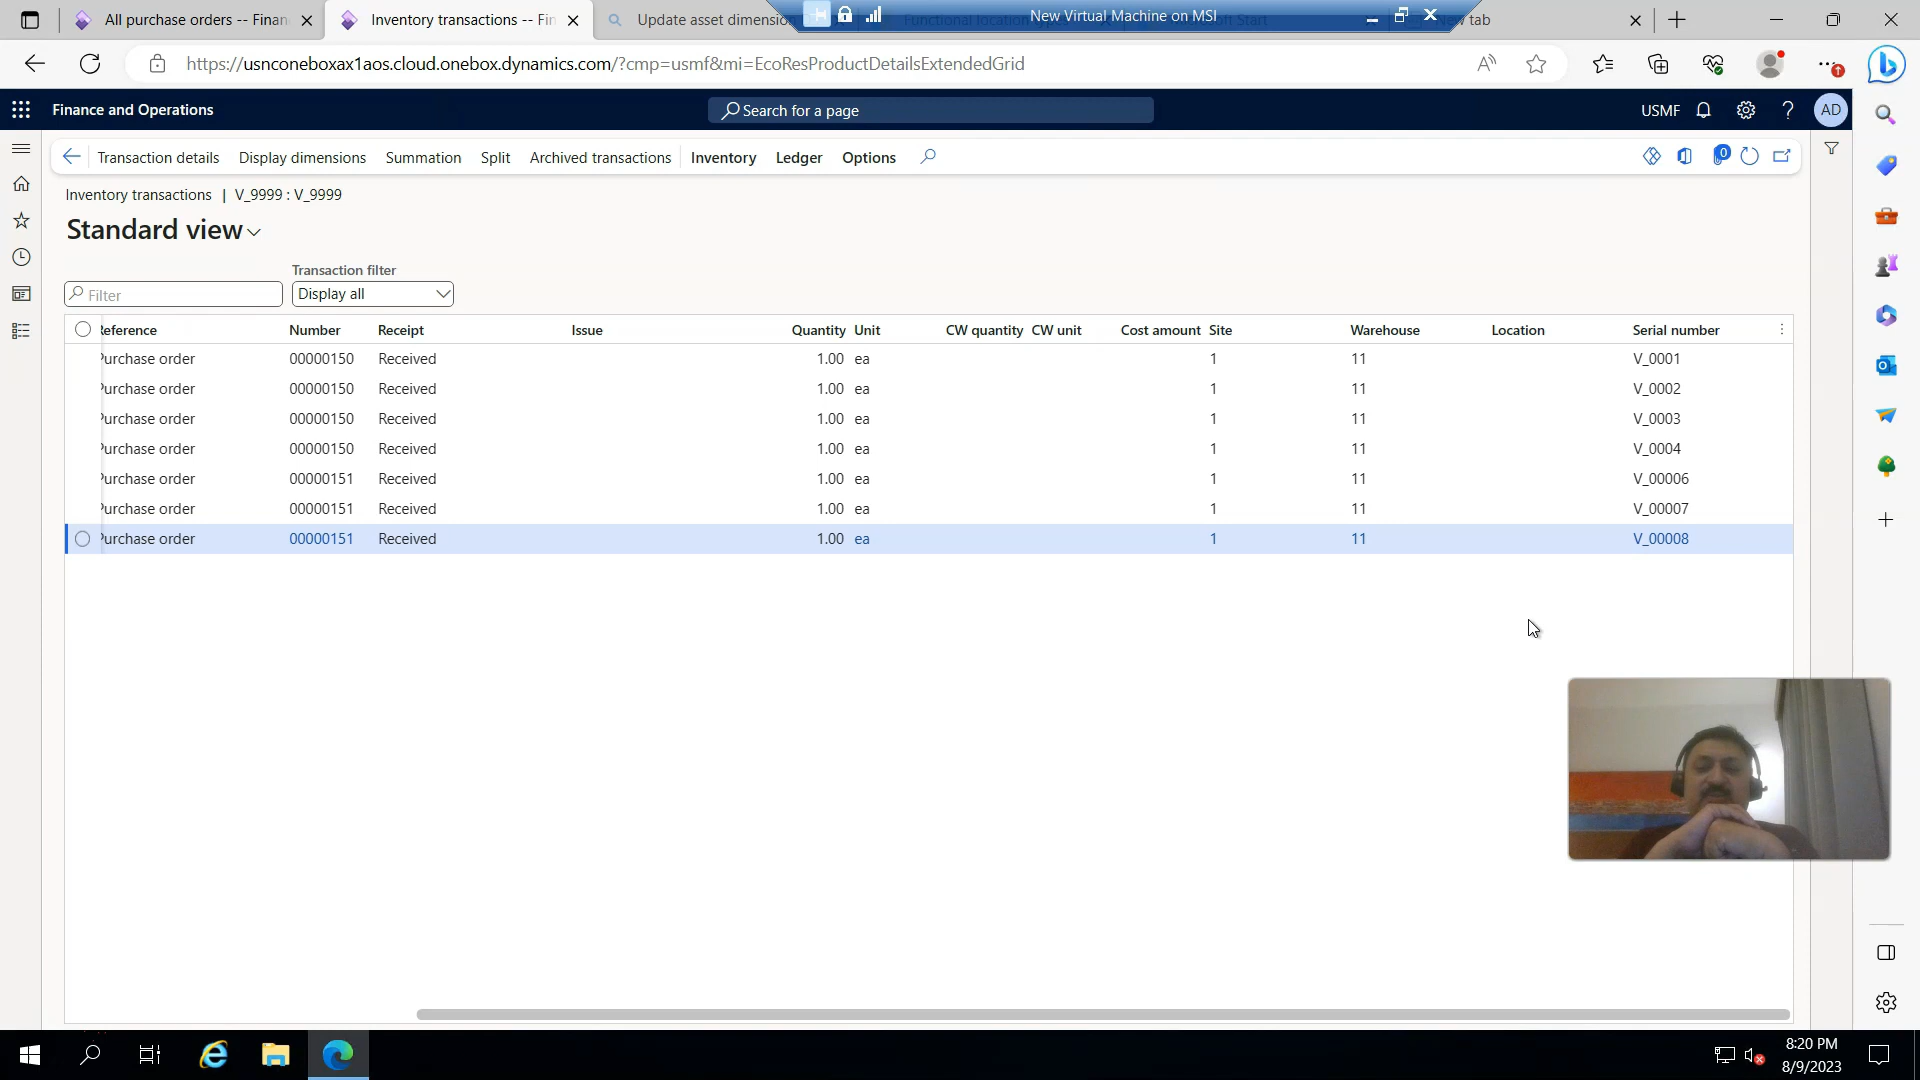 All purchase orders -- Finan
Inventory transactions -- Fin
Update asset dimension
New Virtual Machine on MSI
tab
https://usnconeboxax1aos.cloud.onebox.dynamics.com/?cmp=usmf&mi=EcoResProductDetailsExtendedGrid
Finance and Operations
Search for a page
USMF
AD
Transaction details
Display dimensions
Summation
Split
Archived transactions
Inventory
Ledger
Options
0
Inventory transactions | V_9999 : V_9999
Standard view
Transaction filter
Filter
Display all
Reference Number Receipt Issue Quantity Unit CW quantity CW unit Cost amount Site Warehouse Location Serial number
Purchase order 00000150 Received 1.00 ea 1 11 V_0001
Purchase order 00000150 Received 1.00 ea 1 11 V_0002
Purchase order 00000150 Received 1.00 ea 1 11 V_0003
Purchase order 00000150 Received 1.00 ea 1 11 V_0004
Purchase order 00000151 Received 1.00 ea 1 11 V_00006
Purchase order 00000151 Received 1.00 ea 1 11 V_00007
Purchase order 00000151 Received 1.00 ea 1 11 V_00008
8:20 PM
8/9/2023